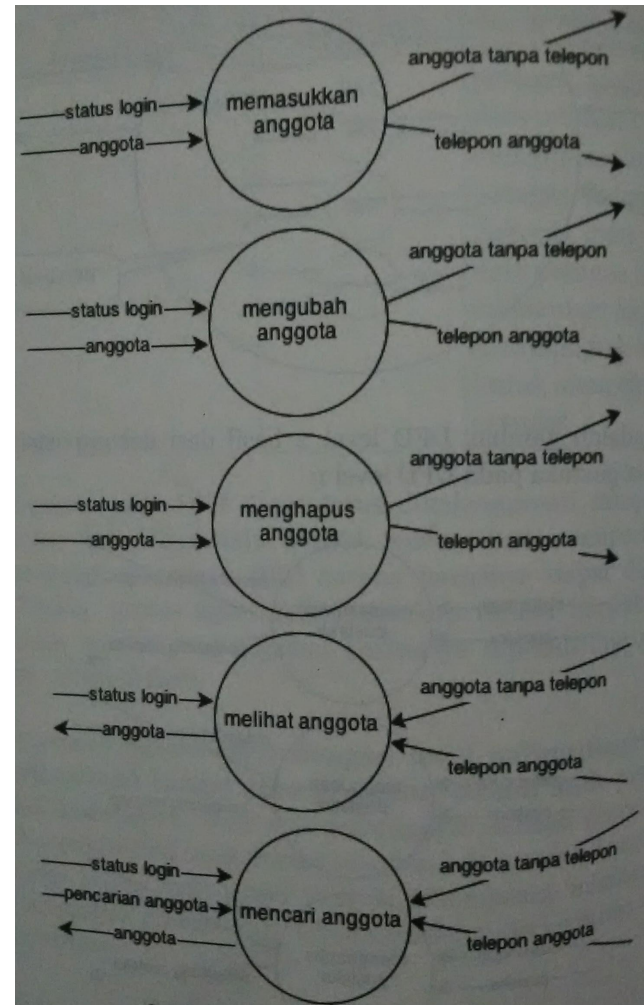 anggota tanpa telepon
status login
memasukkan
anggota
anggota
telepon anggota
anggota tanpa telepon
status login
mengubah
anggota
anggota
telepon anggota
anggota tanpa telepon
status login
menghapus
anggota
anggota
telepon anggota
anggota tanpa telepon
status login
melihat anggota
anggota
telepon anggota
anggota tanpa telepon
status login
pencarian anggota
mencari anggota
anggota
telepon anggota